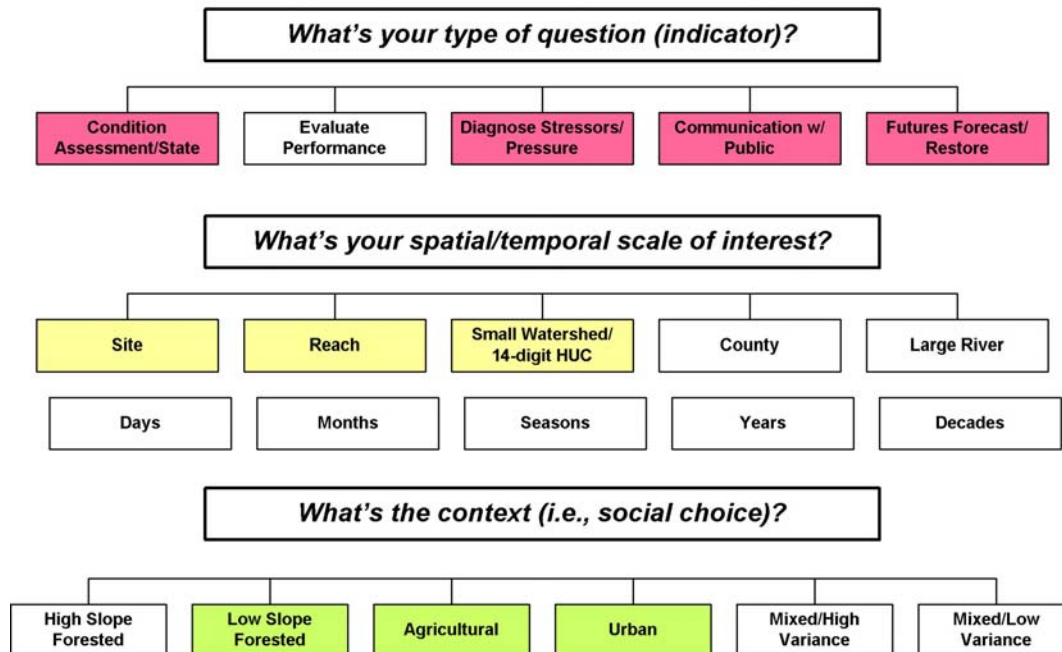 What's your type of question (indicator)?
Condition
Assessment/State
Evaluate
Performance
Diagnose Stressors/
Pressure
Communication w/
Public
Futures Forecast/
Restore
What's your spatial/temporal scale of interest?
Site
Reach
Small Watershed/
14-digit HUC
County
Large River
Days
Months
Seasons
Years
Decades
What's the context (i.e., social choice)?
High Slope
Forested
Low Slope
Forested
Agricultural
Urban
Mixed/High
Variance
Mixed/Low
Variance